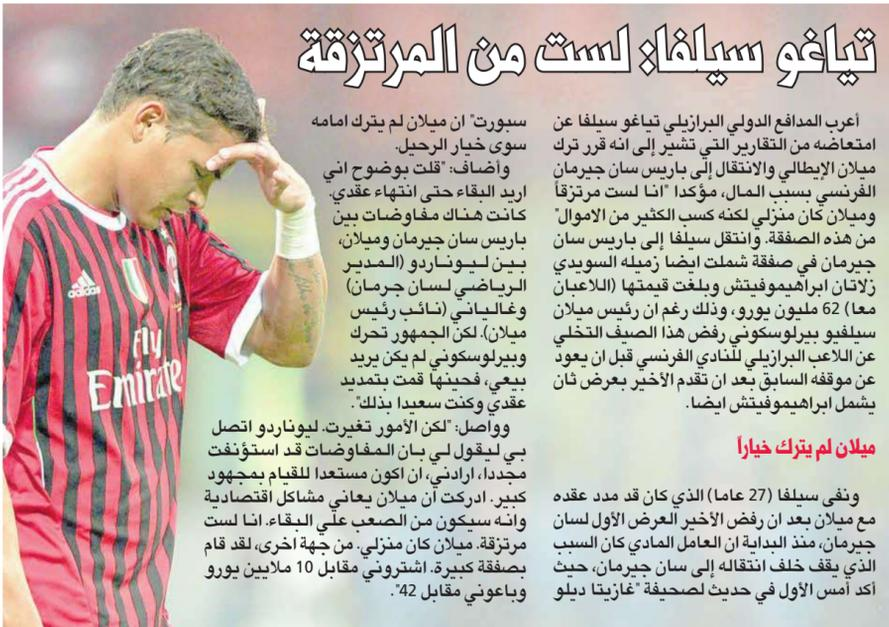 تياغو سيلفا: لست من المرتزقة
أعرب المدافع الدولي البرازيلي تياغو سيلفا عن
امتعاضه من التقارير التي تشير إلى انه قرر ترك
ميلان الإيطالي والانتقال إلى باريس سان جيرمان
الفرنسي بسبب المال، مؤكدا "انا لست مرتزقاً
وميلان كان منزلي لكنه كسب الكثير من الاموال"
من هذه الصفقة. وانتقل سيلفا إلى باريس سان
جيرمان في صفقة شملت ايضا زميله السويدي
زلاتان ابراهيموفيتش وبلغت قيمتها (اللاعبان
معا) 62 مليون يورو، وذلك رغم ان رئيس ميلان
سيلفيو بيرلوسكوني رفض هذا الصيف التخلي
عن اللاعب البرازيلي للنادي الفرنسي قبل ان يعود
عن موقفه السابق بعد ان تقدم الأخير بعرض ثان
يشمل ابراهيموفيتش ايضا.
ميلان لم يترك خياراً
ونفى سيلفا (27 عاما) الذي كان قد مدد عقده
مع ميلان بعد ان رفض الأخير العرض الأول لسان
جيرمان، منذ البداية ان العامل المادي كان السبب
الذي يقف خلف انتقاله إلى سان جيرمان، حيث
أكد أمس الأول في حديث لصحيفة "غازيتا ديلو
سبورت" ان ميلان لم يترك امامه
سوى خيار الرحيل.
وأضاف: "قلت بوضوح اني
اريد البقاء حتى انتهاء عقدي.
كانت هناك مفاوضات بين
باريس سان جيرمان وميلان،
بين ليوناردو (المدير
الرياضي لسان جرمان)
وغالياني (نائب رئيس
ميلان). لكن الجمهور تحرك
وبيرلوسكوني لم يكن يريد
بيعي، فحينها قمت بتمديد
عقدي وكنت سعيدا بذلك".
وواصل: "لكن الأمور تغيرت. ليوناردو اتصل
بي ليقول لي بان المفاوضات قد استؤنفت
مجددا، ارادني، ان اكون مستعدا للقيام بمجهود
كبير. ادركت ان ميلان يعاني مشاكل اقتصادية
وانه سيكون من الصعب علي البقاء. انا لست
مرتزقة. ميلان كان منزلي. من جهة اخرى، لقد قام
بصفقة كبيرة. اشتروني مقابل 10 ملايين يورو
وباعوني مقابل 42".
adidas
Fly
Emirate